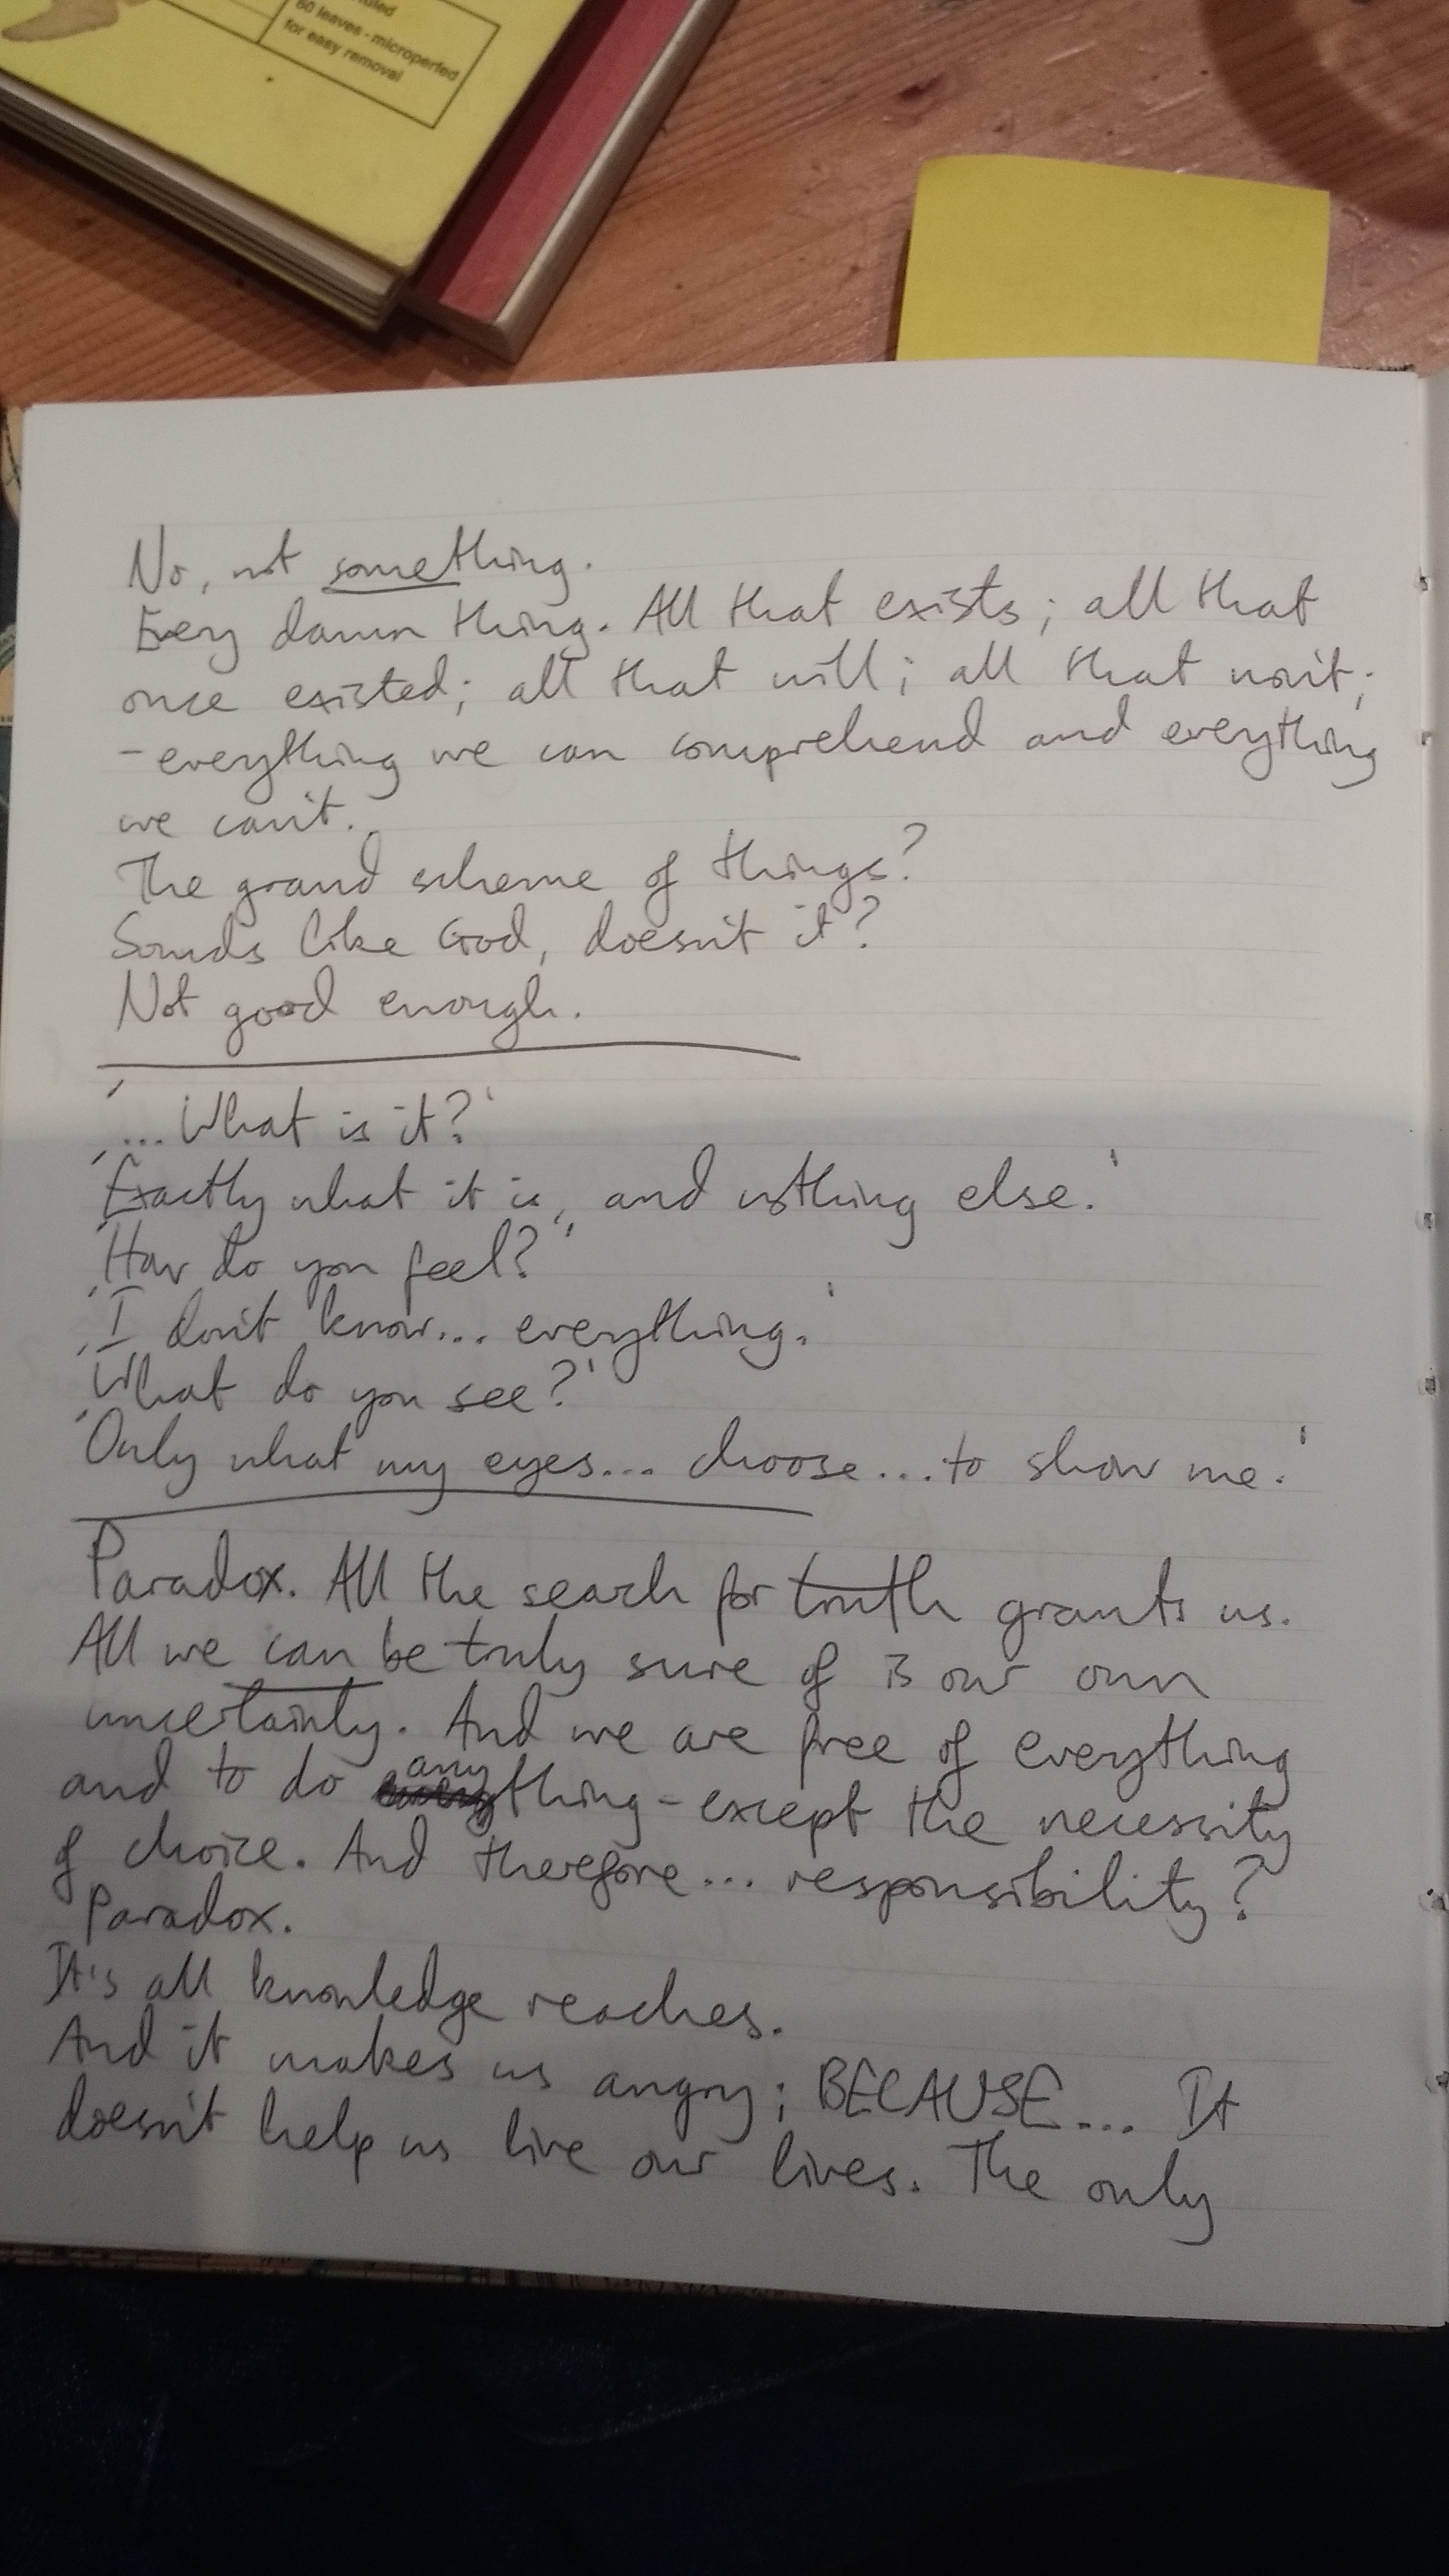 ruled
60 leaves - microperfed
for easy removal
No, not something.
Every damn thing. All that exists; all that
once existed; all that will; all that won't;
- everything we can comprehend and everything
we can't.
The grand scheme of things?
Sounds like God, doesn't it?
Not good enough.
'...What is it?'
'Exactly what it is, and nothing else.'
'How do you feel?'
'I don't know... everything.'
'What do you see?'
'Only what my eyes... choose...to show me.'
Paradox. All the search for truth grants us.
All we can be truly sure of is our own
uncertainty. And we are free of everything
and to do anything - except the necessity
of choice. And therefore... responsibility?
Paradox.
It's all knowledge reaches.
And it makes us angry; BECAUSE... It
doesn't help us live our lives. The only